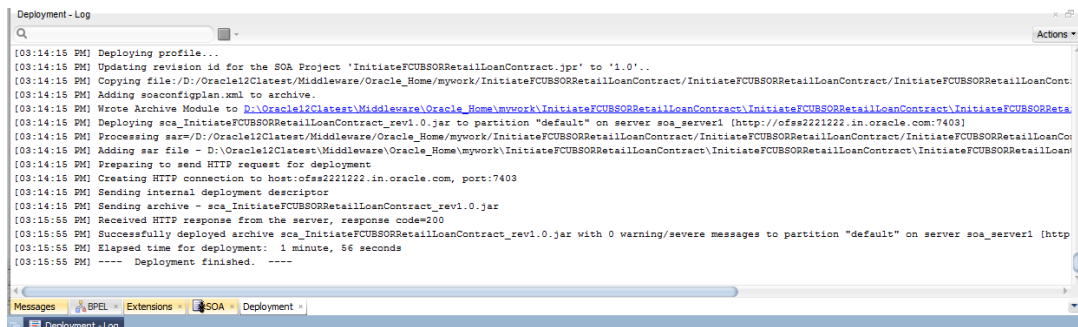 Deployment - Log
Actions
[03:14:15 PM] Deploying profile...
[03:14:15 PM] Updating revision id for the SOA Project 'InitiateFCUBSORRetailLoanContract.jpr' to '1.0'..
[03:14:15 PM] Copying file:/D:/Oracle12Clatest/Middleware/Oracle_Home/mywork/InitiateFCUBSORRetailLoanContract/InitiateFCUBSORRetailLoanContract/InitiateFCUBSORRetailLoanCont
[03:14:15 PM] Adding soaconfigplan.xml to archive.
[03:14:15 PM] Wrote Archive Module to D:\Oracle12Clatest\Middleware\Oracle_Home\mywork\InitiateFCUBSORRetailLoanContract\InitiateFCUBSORRetailLoanContract\InitiateFCUBSORReta
[03:14:15 PM] Deploying sca_InitiateFCUBSORRetailLoanContract_rev1.0.jar to partition "default" on server soa_server1 [http://ofss2221222.in.oracle.com:7403]
[03:14:15 PM] Processing sar=/D:/Oracle12Clatest/Middleware/Oracle_Home/mywork/InitiateFCUBSORRetailLoanContract/InitiateFCUBSORRetailLoanContract/InitiateFCUBSORRetailLoanCo
[03:14:15 PM] Adding sar file - D:\Oracle12Clatest\Middleware\Oracle_Home\mywork\InitiateFCUBSORRetailLoanContract\InitiateFCUBSORRetailLoanContract\InitiateFCUBSORRetailLoan
[03:14:15 PM] Preparing to send HTTP request for deployment
[03:14:15 PM] Creating HTTP connection to host:ofss2221222.in.oracle.com, port:7403
[03:14:15 PM] Sending internal deployment descriptor
[03:14:15 PM] Sending archive - sca_InitiateFCUBSORRetailLoanContract_rev1.0.jar
[03:15:55 PM] Received HTTP response from the server, response code=200
[03:15:55 PM] Successfully deployed archive sca_InitiateFCUBSORRetailLoanContract_rev1.0.jar with 0 warning/severe messages to partition "default" on server soa_server1 [http
[03:15:55 PM] Elapsed time for deployment:  1 minute, 56 seconds
[03:15:55 PM] ----  Deployment finished.  ----
Messages BPEL Extensions SOA Deployment
Deployment - Log